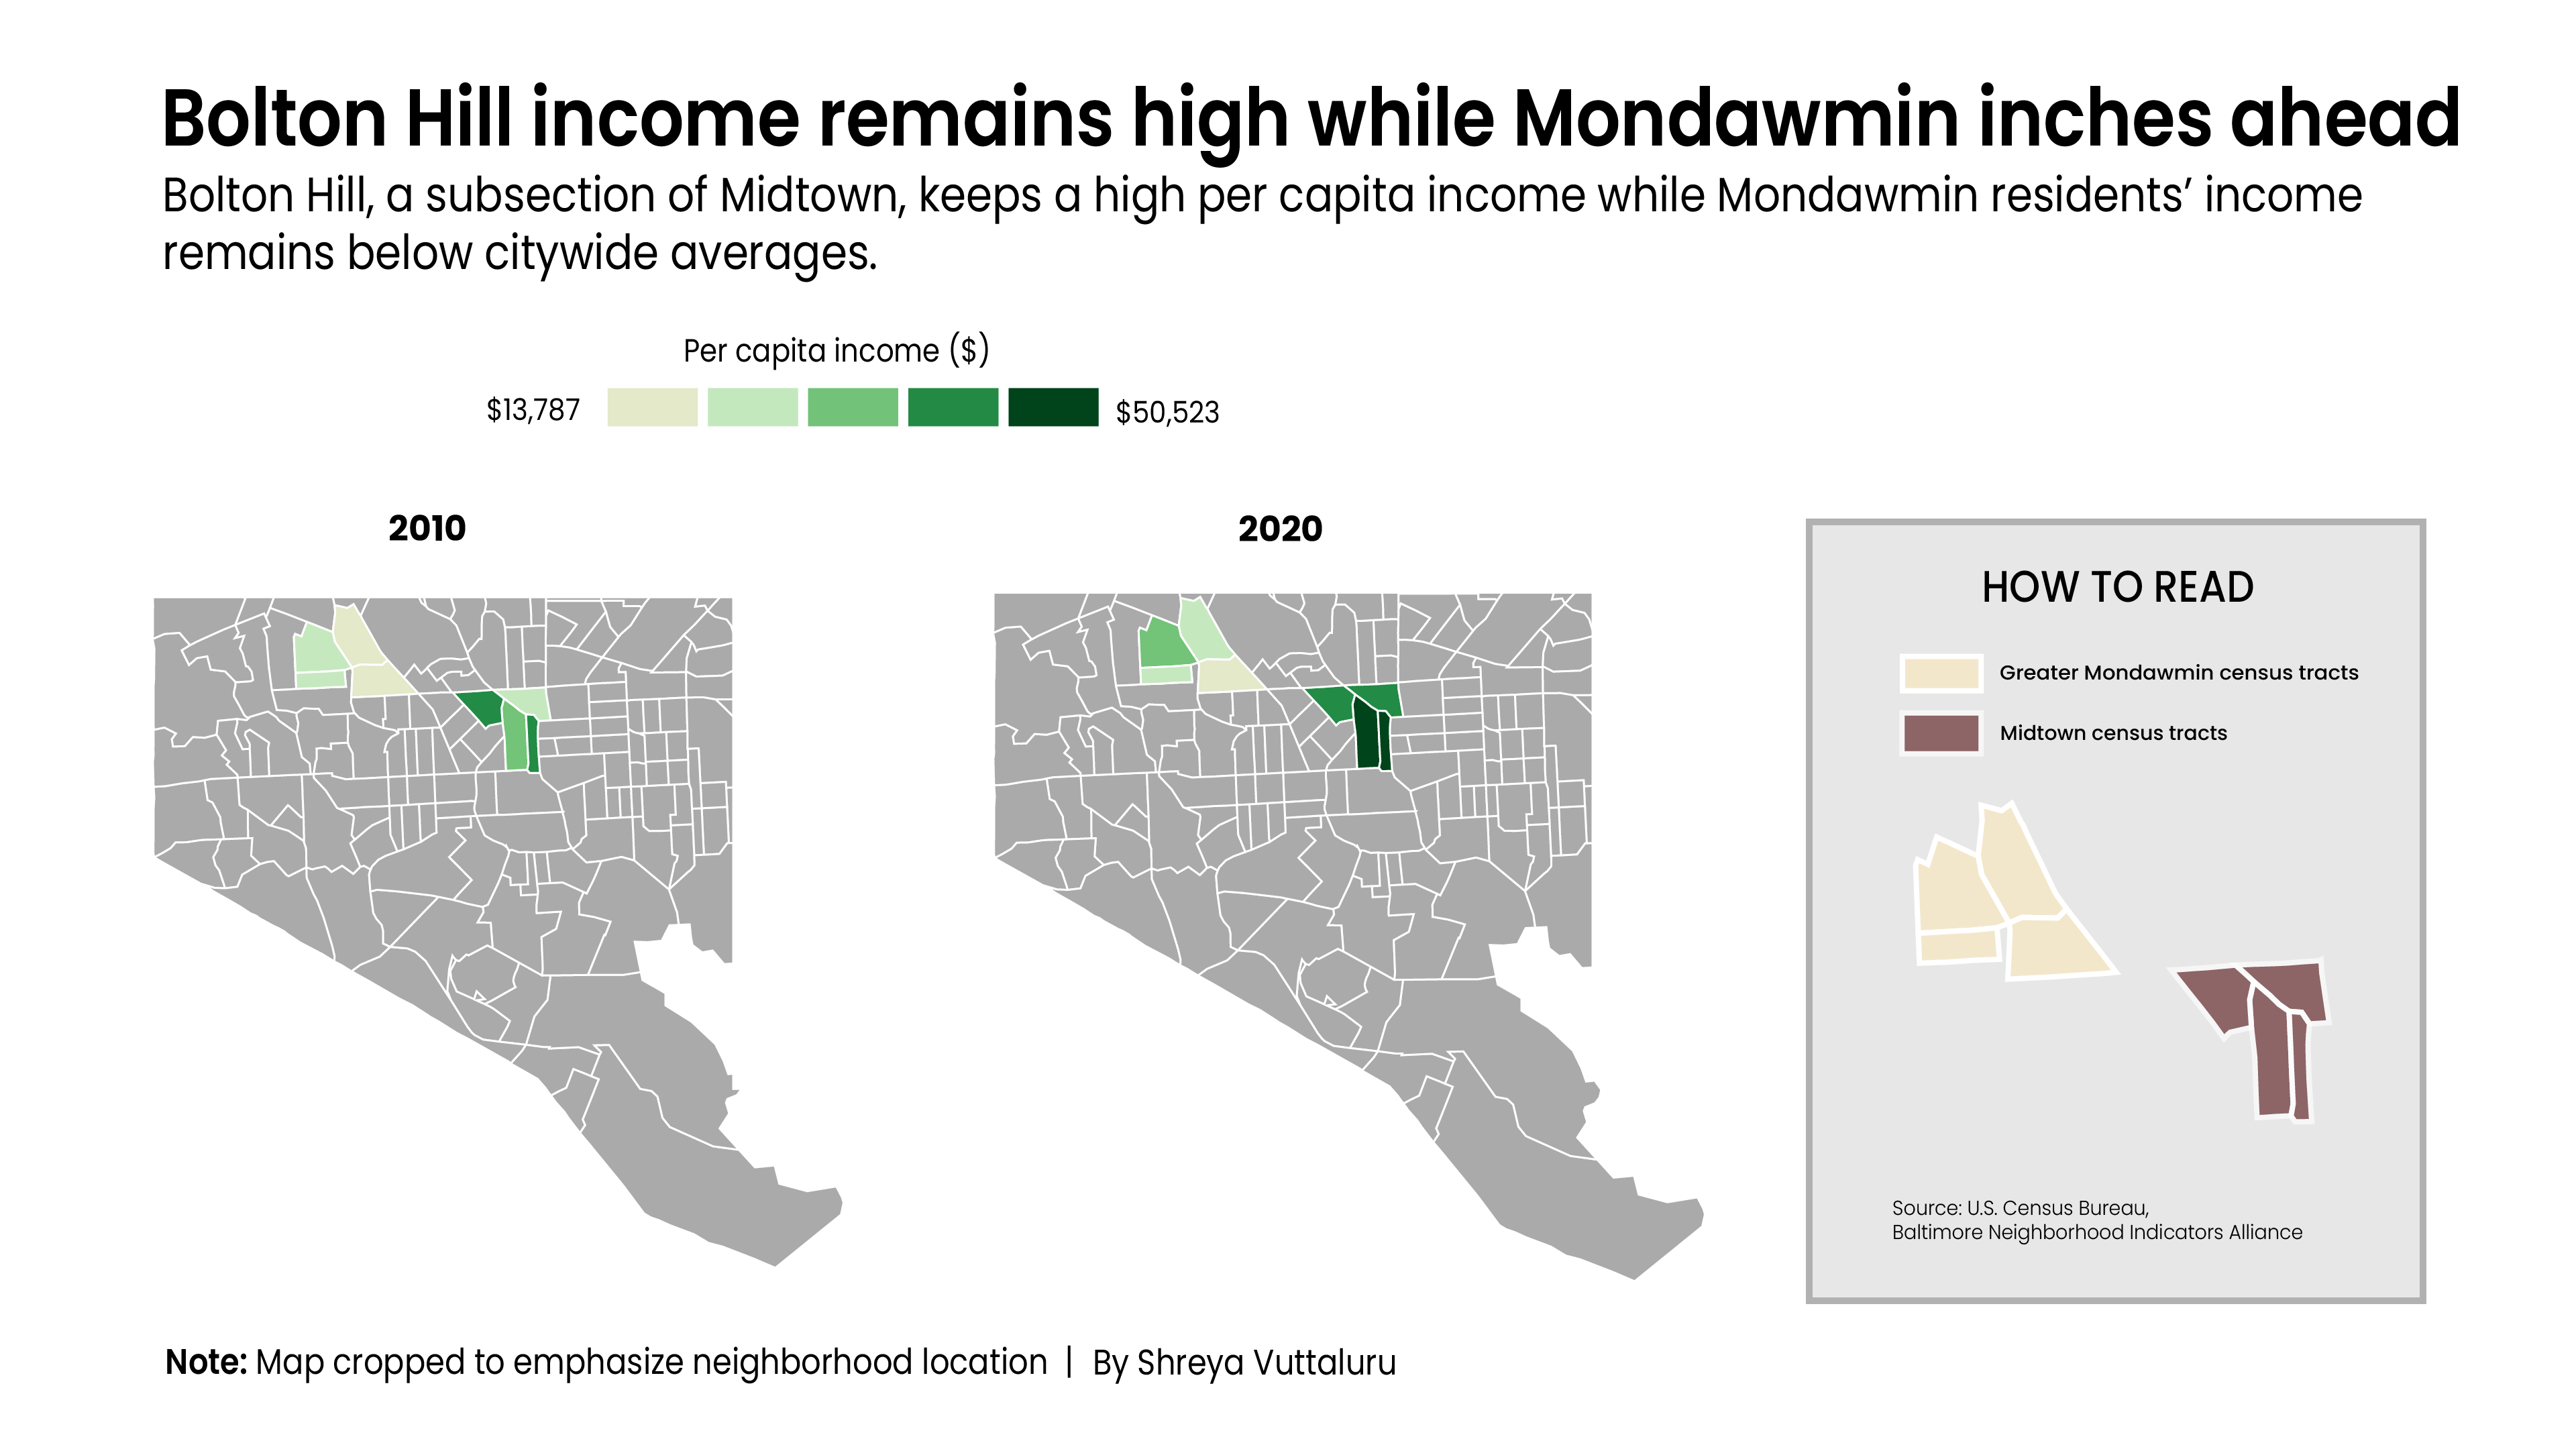 Bolton Hill income remains high while Mondawmin inches ahead
Bolton Hill, a subsection of Midtown, keeps a high per capita income while Mondawmin residents’ income
remains below citywide averages.
Per capita income ($)
$13,787
$50,523
2010
2020
HOW TO READ
Greater Mondawmin census tracts
Midtown census tracts
Source: U.S. Census Bureau,
Baltimore Neighborhood Indicators Alliance
Note: Map cropped to emphasize neighborhood location | By Shreya Vuttaluru